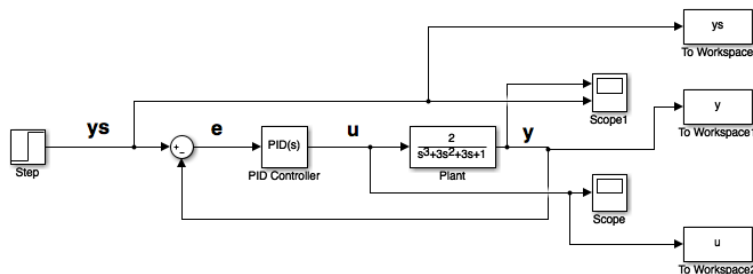 ys
To Workspace
Scope1
y
To Workspace1
ys
e
u
y
+
−
PID(s)
2
s³+3s²+3s+1
Step
PID Controller
Plant
Scope
u
To Workspace2